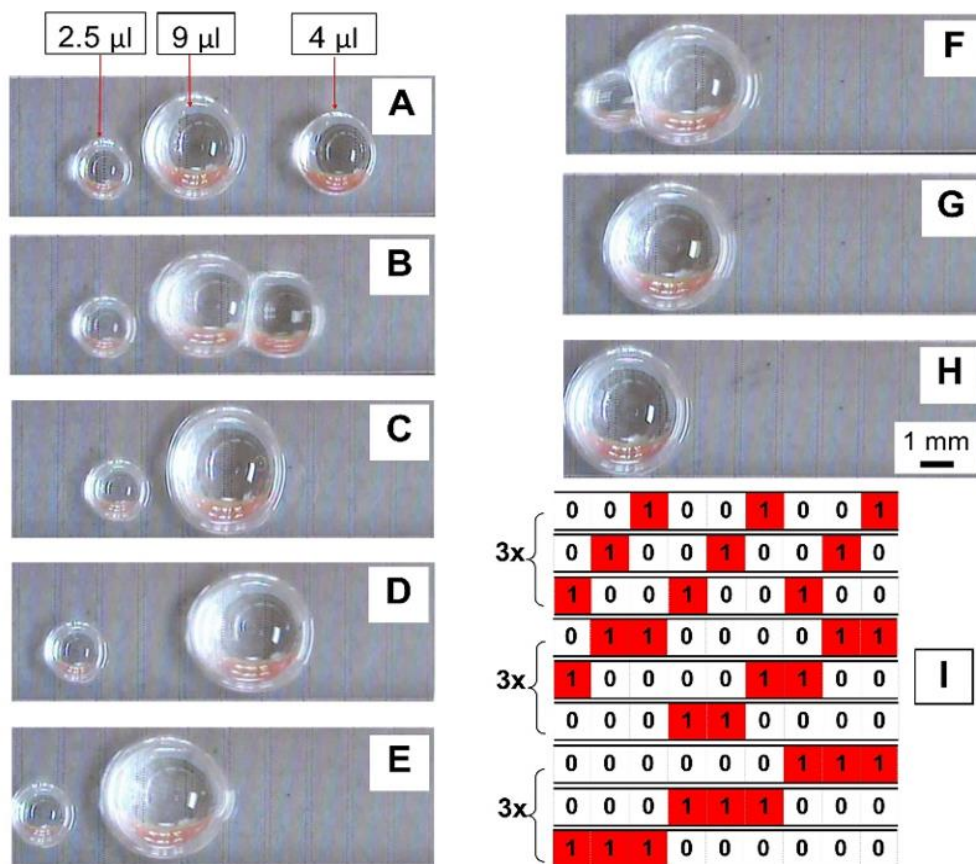 2.5 µl 9 µl 4 µl
A
B
C
D
E
F
G
H
1 mm
0 0 1 0 0 1 0 0 1
3x 0 1 0 0 1 0 0 1 0
1 0 0 1 0 0 1 0 0
0 1 1 0 0 0 0 1 1
3x 1 0 0 0 0 1 1 0 0
0 0 0 1 1 0 0 0 0
0 0 0 0 0 0 1 1 1
3x 0 0 0 1 1 1 0 0 0
1 1 1 0 0 0 0 0 0
I